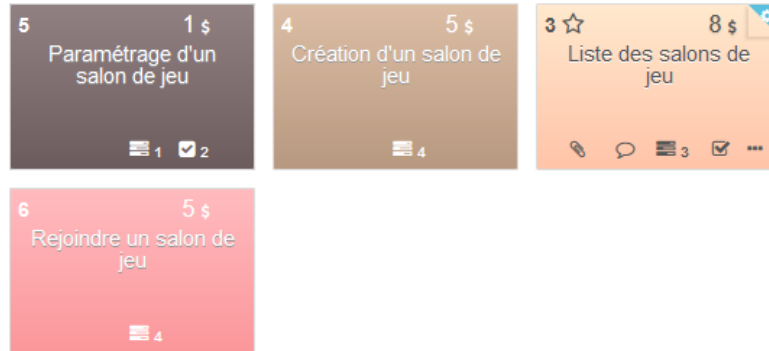 5 1 $
Paramétrage d'un
salon de jeu
1 2
4 5 $
Création d'un salon de
jeu
4
3 8 $
Liste des salons de
jeu
3
6 5 $
Rejoindre un salon de
jeu
4